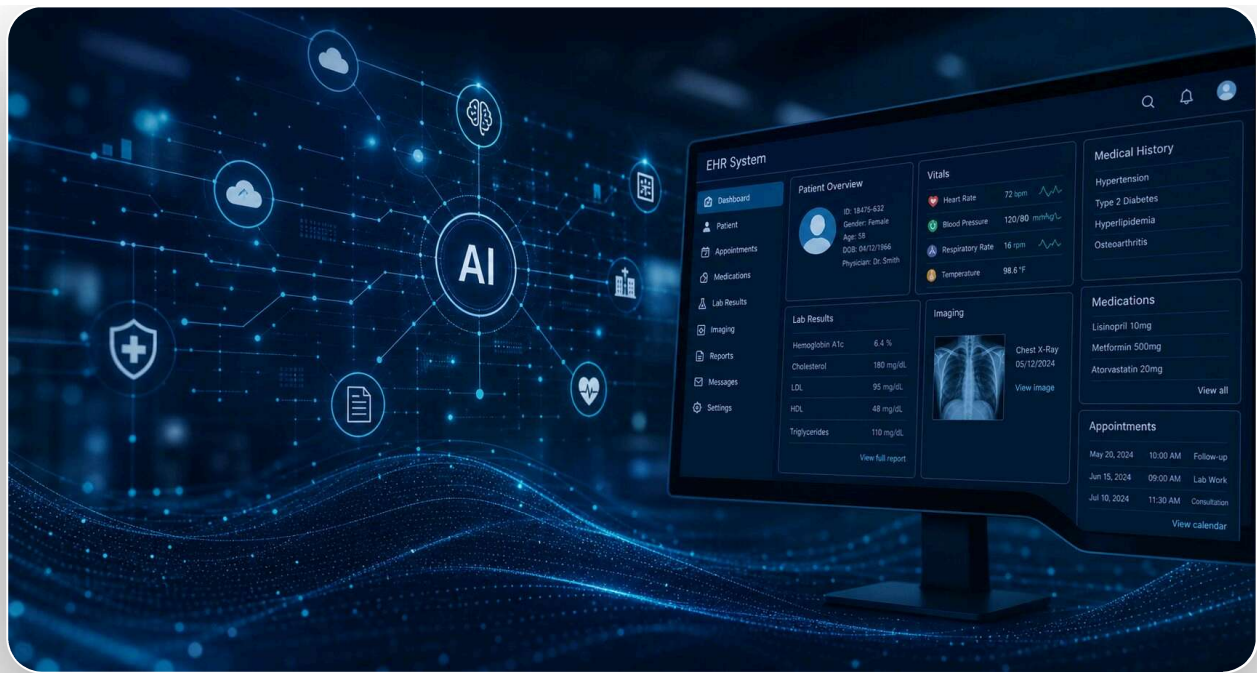 AI
EHR System
Dashboard
Patient
Appointments
Medications
Lab Results
Imaging
Reports
Messages
Settings
Patient Overview
ID: 18475-632
Gender: Female
Age: 58
DOB: 04/12/1966
Physician: Dr. Smith
Vitals
Heart Rate 72 bpm
Blood Pressure 120/80 mmhg
Respiratory Rate 16 rpm
Temperature 98.6 °F
Medical History
Hypertension
Type 2 Diabetes
Hyperlipidemia
Osteoarthritis
Lab Results
Hemoglobin A1c 6.4 %
Cholesterol 180 mg/dL
LDL 95 mg/dL
HDL 48 mg/dL
Triglycerides 110 mg/dL
View full report
Imaging
Chest X-Ray
05/12/2024
View image
Medications
Lisinopril 10mg
Metformin 500mg
Atorvastatin 20mg
View all
Appointments
May 20, 2024 10:00 AM Follow-up
Jun 15, 2024 09:00 AM Lab Work
Jul 10, 2024 11:30 AM Consultation
View calendar